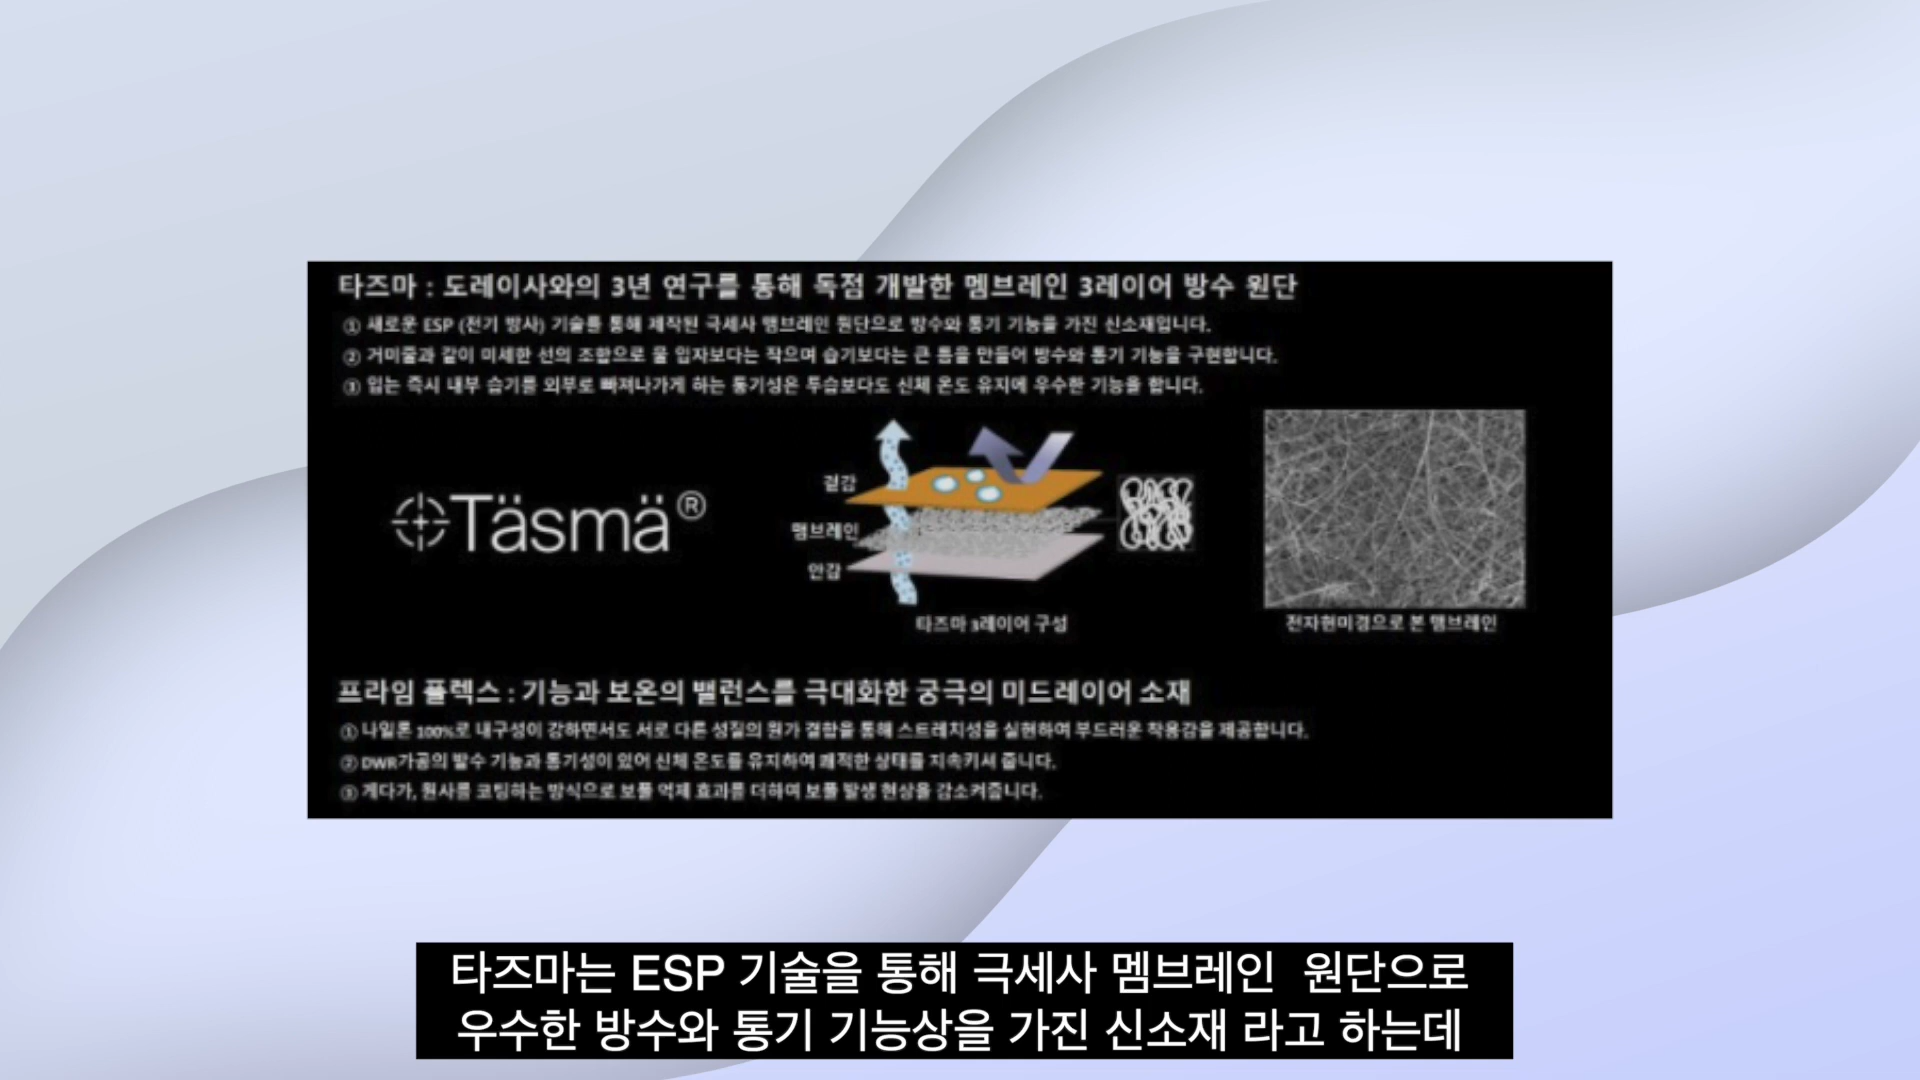 타즈마 : 도레이사와의 3년 연구를 통해 독점 개발한 멤브레인 3레이어 방수 원단
① 새로운 ESP (전기 방사) 기술를 통해 제작된 극세사 맴브레인 원단으로 방수와 통기 기능을 가진 신소재입니다.
② 거미줄과 같이 미세한 선의 조합으로 물 입자보다는 작으며 습기보다는 큰 틈을 만들어 방수와 통기 기능을 구현합니다.
③ 입는 즉시 내부 습기를 외부로 빠져나가게 하는 통기성은 투습보다도 신체 온도 유지에 우수한 기능을 합니다.
겉감
맴브레인
안감
Täsmä®
타즈마 3레이어 구성
전자현미경으로 본 맴브레인
프라임 플렉스 : 기능과 보온의 밸런스를 극대화한 궁극의 미드레이어 소재
① 나일론 100%로 내구성이 강하면서도 서로 다른 성질의 원가 결합을 통해 스트레치성을 실현하여 부드러운 착용감을 제공합니다.
② DWR가공의 발수 기능과 통기성이 있어 신체 온도를 유지하여 쾌적한 상태를 지속키셔 줍니다.
③ 게다가, 원사를 코팅하는 방식으로 보풀 억제 효과를 더하여 보풀 발생 현상을 감소켜줍니다.
타즈마는 ESP 기술을 통해 극세사 멤브레인 원단으로
우수한 방수와 통기 기능상을 가진 신소재 라고 하는데